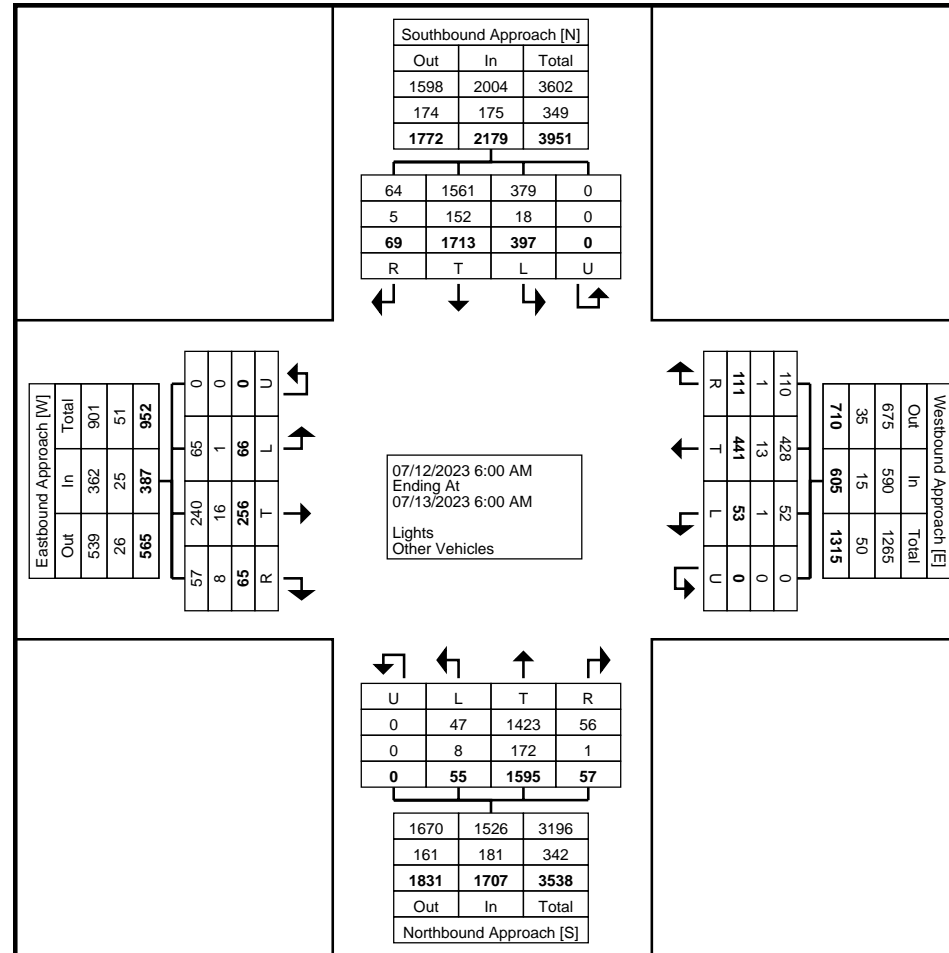 Southbound Approach [N]
Out In Total
1598 2004 3602
174 175 349
1772 2179 3951
64 1561 379 0
5 152 18 0
69 1713 397 0
R T L U
Eastbound Approach [W]
Total In Out
901 362 539
51 25 26
952 387 565
0 65 240 57
0 1 16 8
0 66 256 65
U L T R
07/12/2023 6:00 AM
Ending At
07/13/2023 6:00 AM
Lights
Other Vehicles
R T L U
111 441 53 0
1 13 1 0
110 428 52 0
710 605 1315
35 15 50
675 590 1265
Out In Total
Westbound Approach [E]
U L T R
0 47 1423 56
0 8 172 1
0 55 1595 57
1670 1526 3196
161 181 342
1831 1707 3538
Out In Total
Northbound Approach [S]